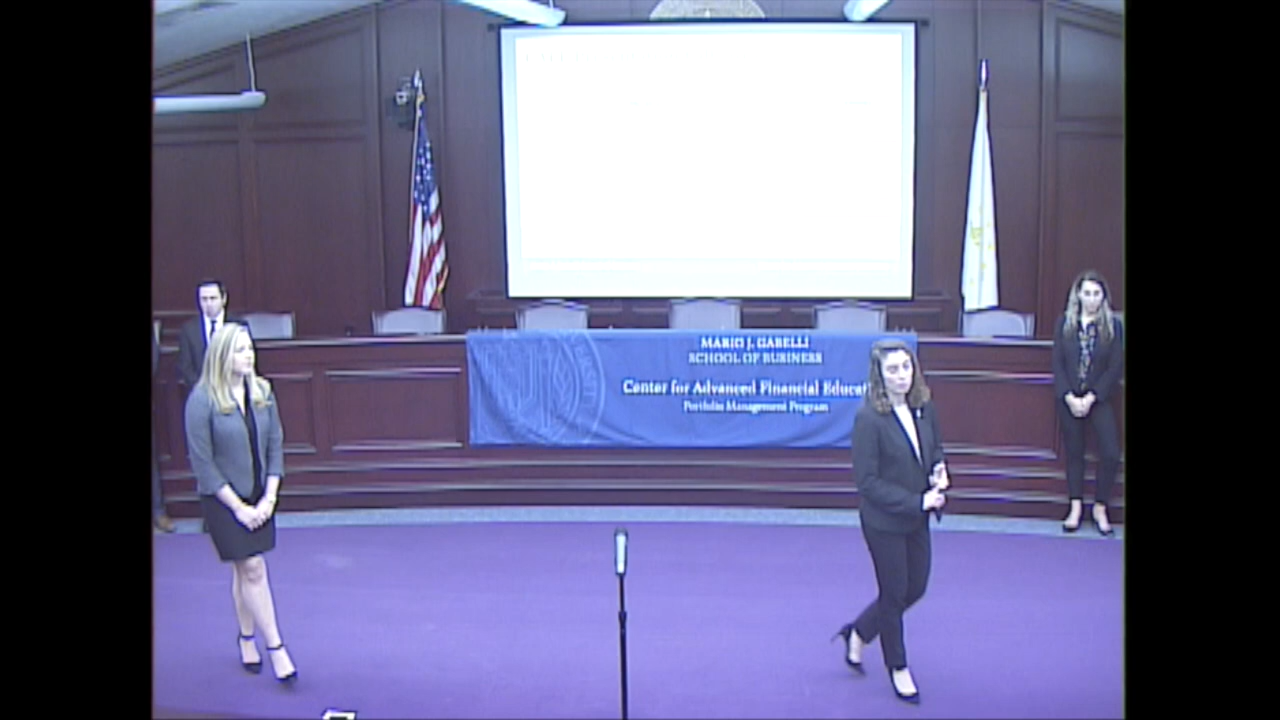 MARIO J. GABELLI
SCHOOL OF BUSINESS
Center for Advanced Financial Educati
Portfolio Management Program